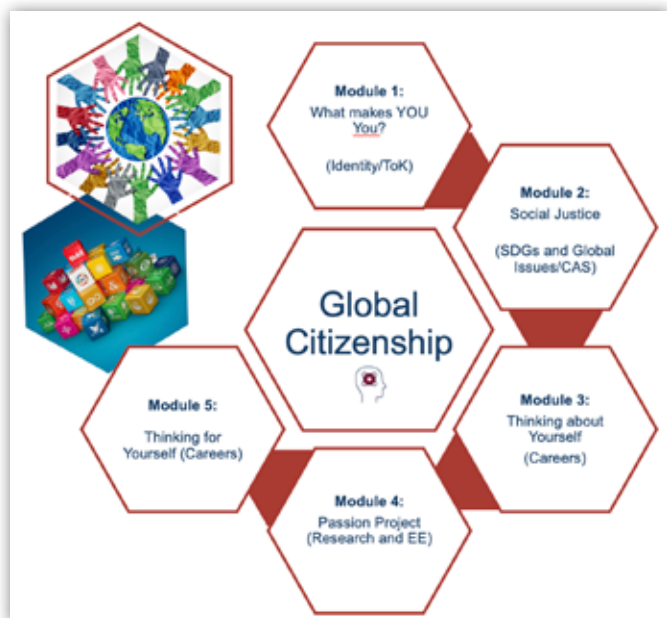 Module 1:
What makes YOU
You?
(Identity/ToK)
Module 2:
Social Justice
(SDGs and Global
Issues/CAS)
Global
Citizenship
Module 3:
Thinking about
Yourself
(Careers)
Module 4:
Passion Project
(Research and EE)
Module 5:
Thinking for
Yourself (Careers)